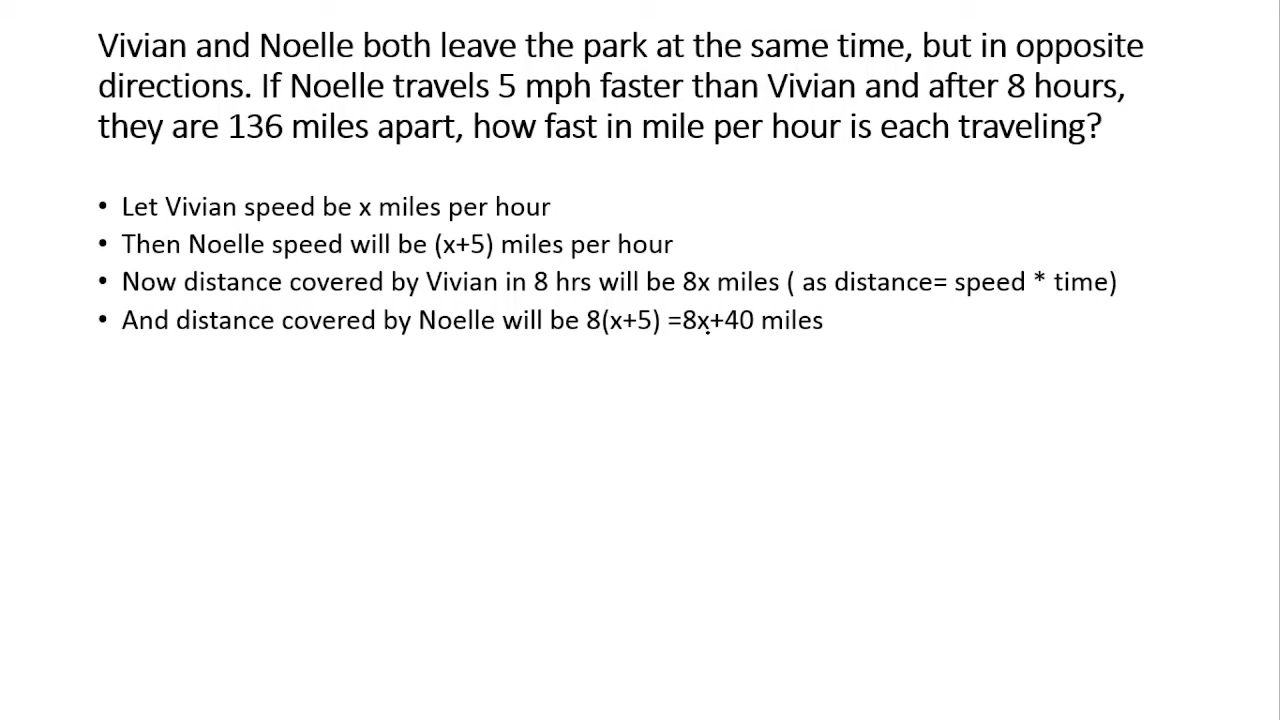 Vivian and Noelle both leave the park at the same time, but in opposite
directions. If Noelle travels 5 mph faster than Vivian and after 8 hours,
they are 136 miles apart, how fast in mile per hour is each traveling?
• Let Vivian speed be x miles per hour
• Then Noelle speed will be (x+5) miles per hour
• Now distance covered by Vivian in 8 hrs will be 8x miles ( as distance= speed * time)
• And distance covered by Noelle will be 8(x+5) =8x+40 miles